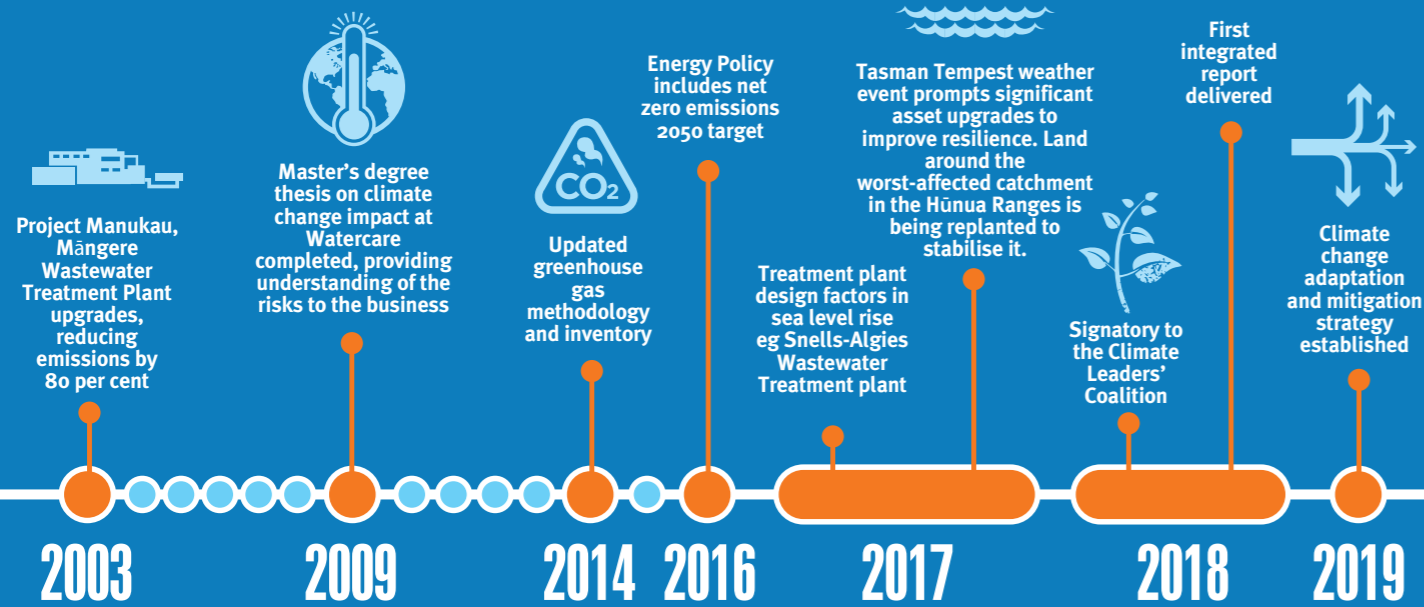 Project Manukau,
Māngere
Wastewater
Treatment Plant
upgrades,
reducing
emissions by
80 per cent
Master's degree
thesis on climate
change impact at
Watercare
completed, providing
understanding of the
risks to the business
CO2
Updated
greenhouse
gas
methodology
and inventory
Energy Policy
includes net
zero emissions
2050 target
Treatment plant
design factors in
sea level rise
eg Snells-Algies
Wastewater
Treatment plant
Tasman Tempest weather
event prompts significant
asset upgrades to
improve resilience. Land
around the
worst-affected catchment
in the Hūnua Ranges is
being replanted to
stabilise it.
Signatory to
the Climate
Leaders'
Coalition
First
integrated
report
delivered
Climate
change
adaptation
and mitigation
strategy
established
2003
2009
2014
2016
2017
2018
2019